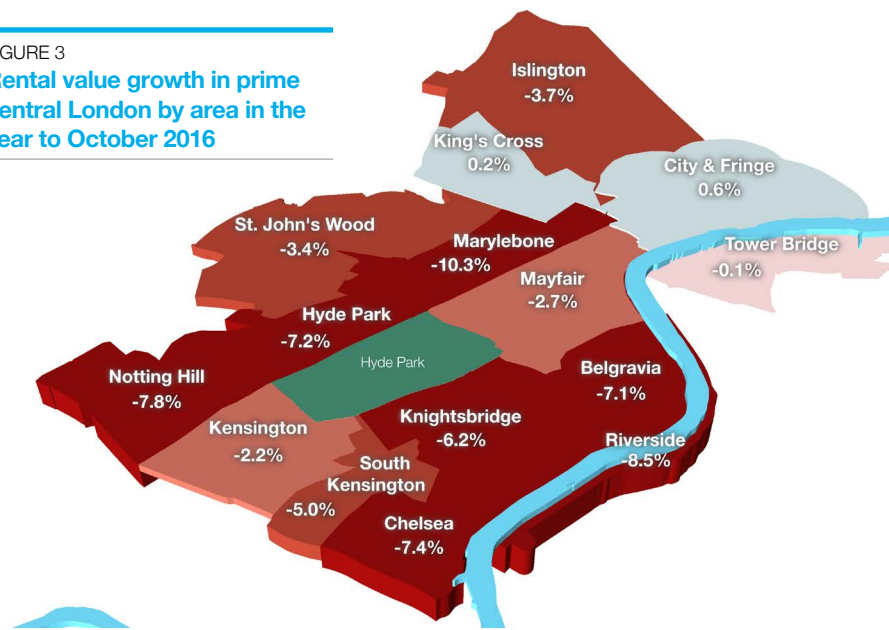 GURE 3
ental value growth in prime
entral London by area in the
ear to October 2016
Islington
-3.7%
King's Cross
0.2%
City & Fringe
0.6%
St. John's Wood
-3.4%
Marylebone
-10.3%
Tower Bridge
-0.1%
Mayfair
-2.7%
Hyde Park
-7.2%
Hyde Park
Notting Hill
-7.8%
Belgravia
-7.1%
Kensington
-2.2%
Knightsbridge
-6.2%
Riverside
-8.5%
South
Kensington
-5.0%
Chelsea
-7.4%